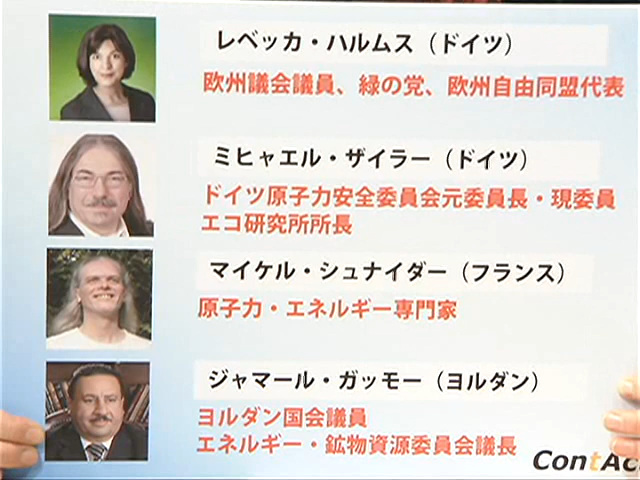 レベッカ・ハルムス（ドイツ）
欧州議会議員、緑の党、欧州自由同盟代表
ミヒャエル・ザイラー（ドイツ）
ドイツ原子力安全委員会元委員長・現委員
エコ研究所所長
マイケル・シュナイダー（フランス）
原子力・エネルギー専門家
ジャマール・ガッモー（ヨルダン）
ヨルダン国会議員
エネルギー・鉱物資源委員会議長
ContAc